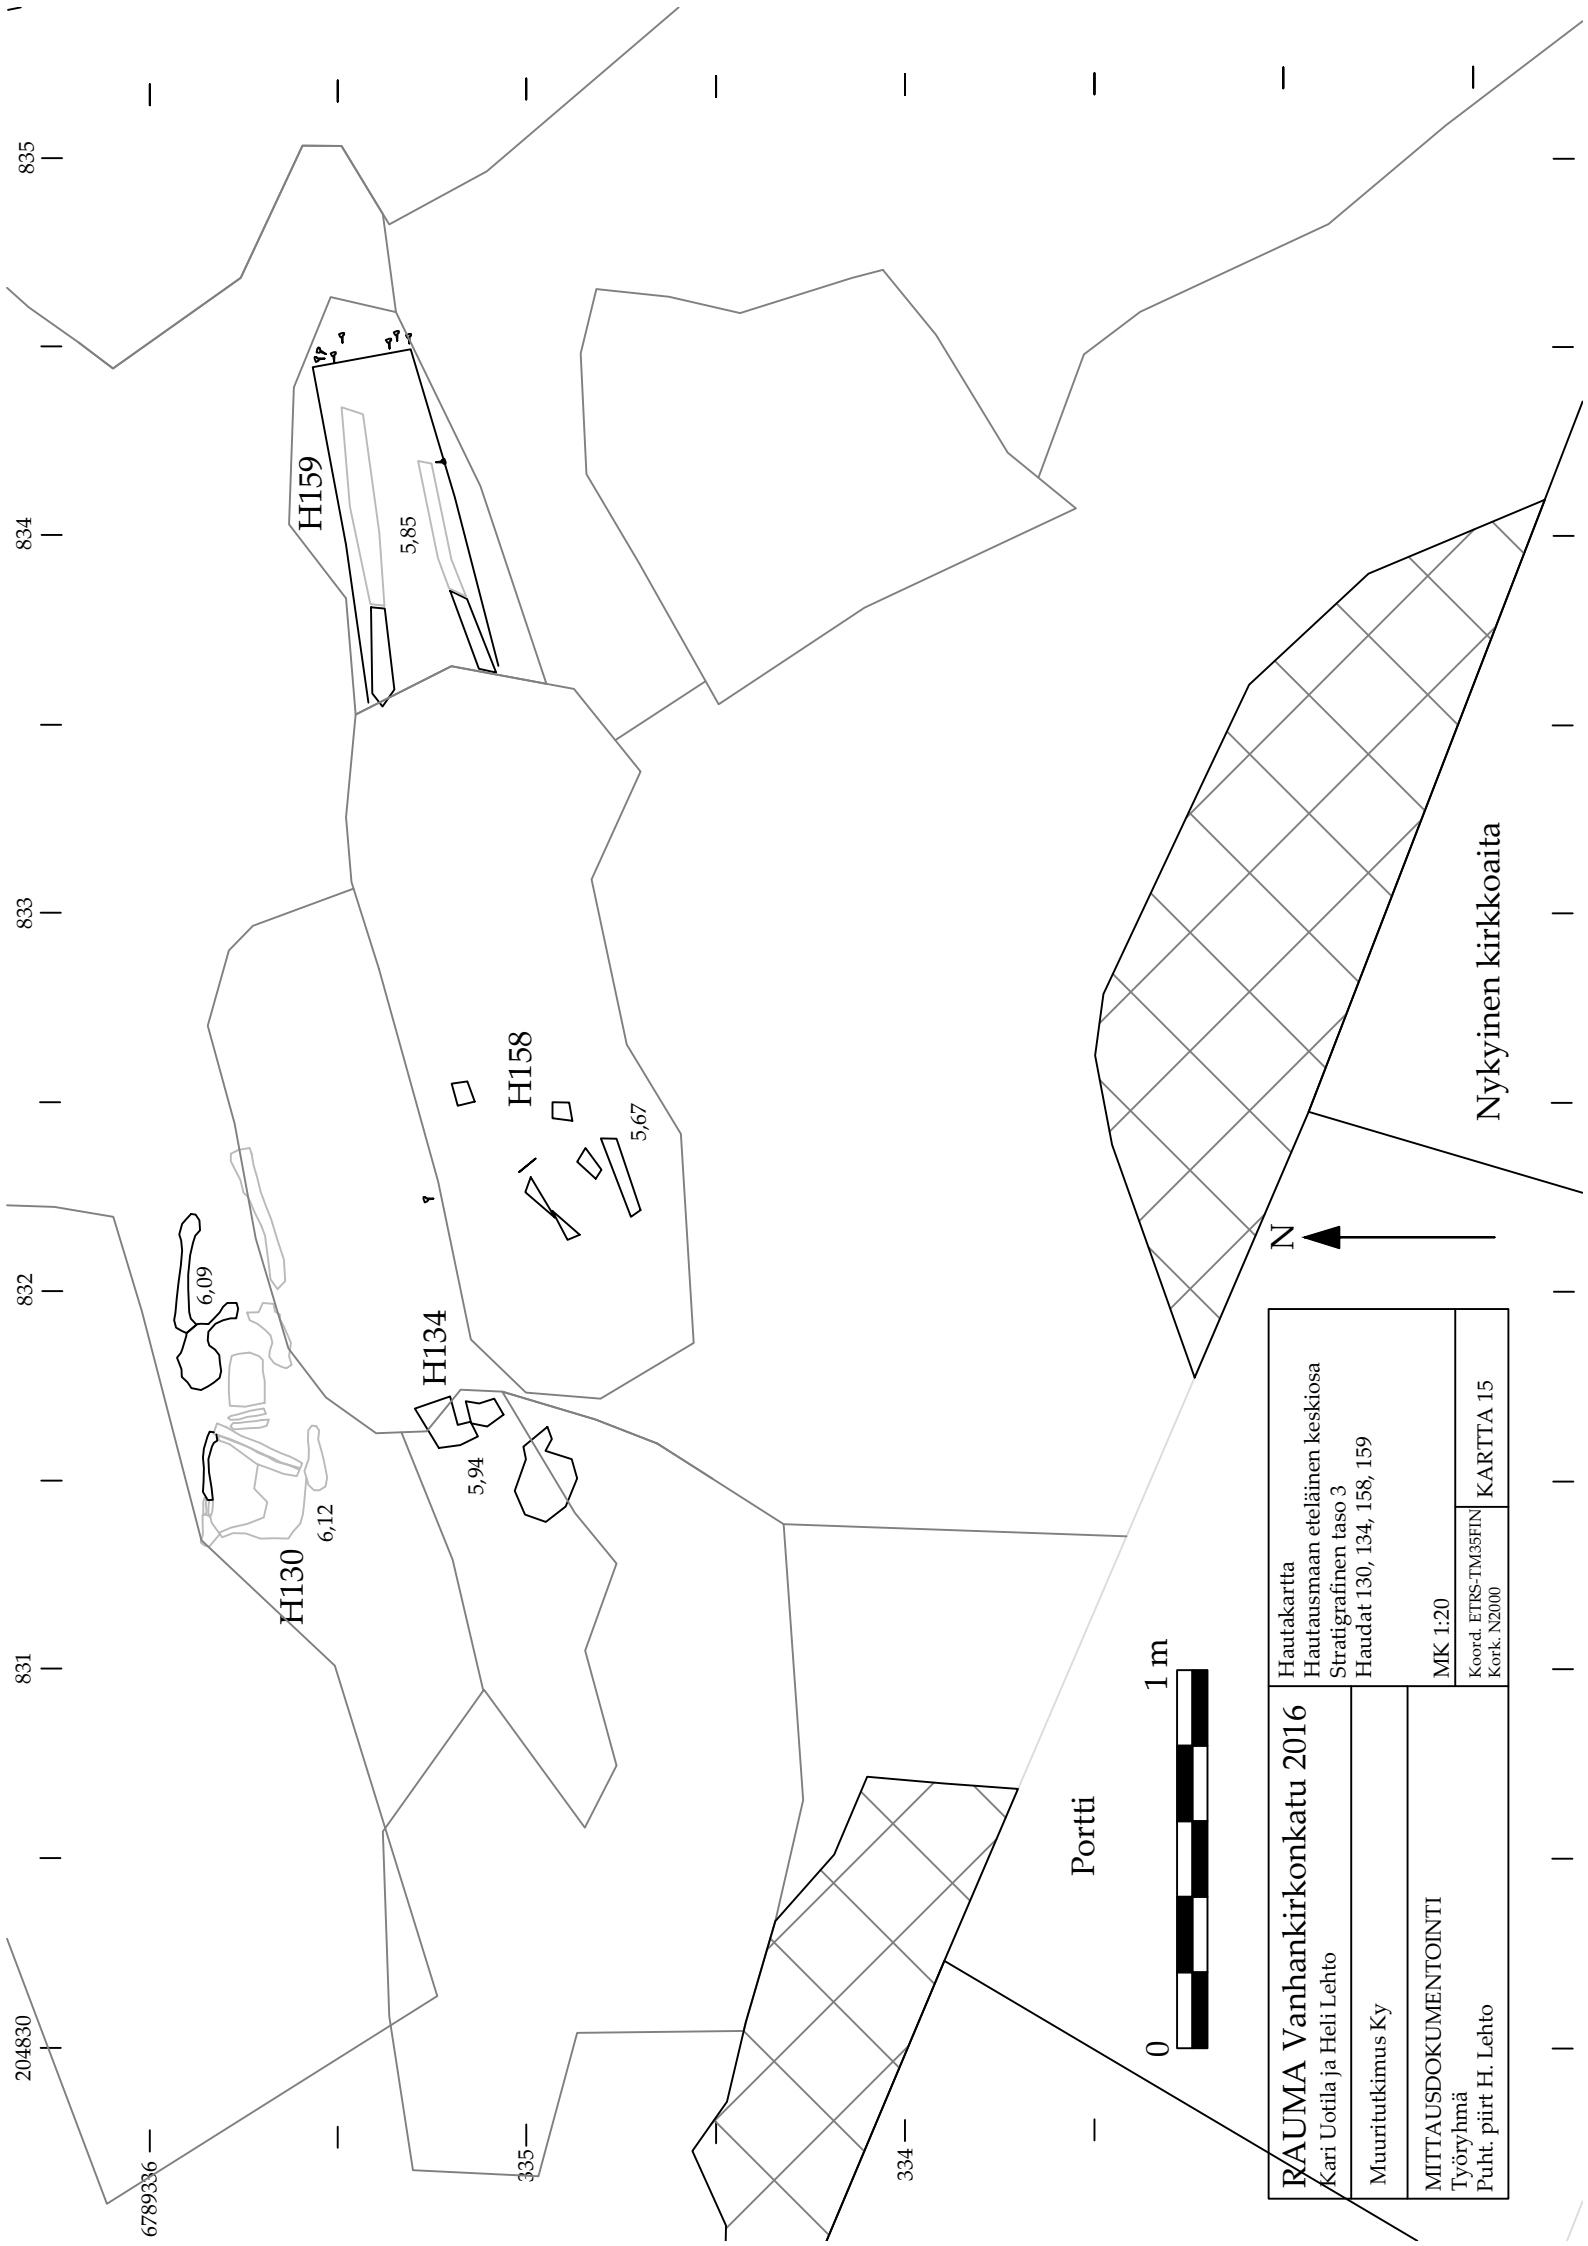 204830
831
832
833
834
835
6789336
335
334
H130
6,12
6,09
H134
5,94
H158
5,67
H159
5,85
Portti
Nykyinen kirkkoaita
N
0
1 m
RAUMA Vanhankirkonkatu 2016
Kari Uotila ja Heli Lehto
Muuritutkimus Ky
MITTAUSDOKUMENTOINTI
Työryhmä
Puht. piirt H. Lehto
Hautakartta
Hautausmaan eteläinen keskiosa
Stratigrafinen taso 3
Haudat 130, 134, 158, 159
MK 1:20
Koord. ETRS-TM35FIN
Kork. N2000
KARTTA 15